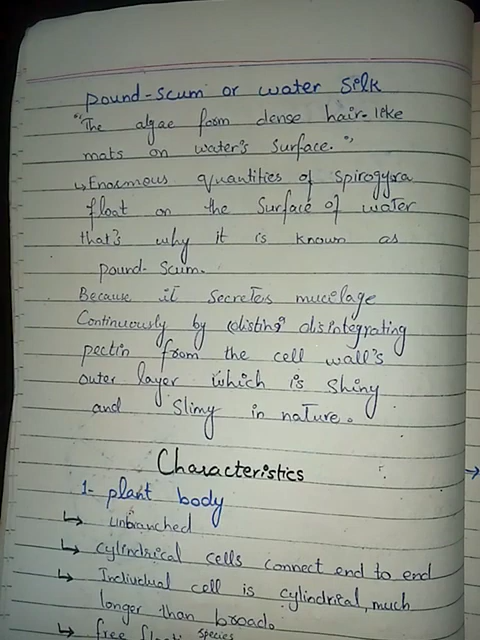 pound-scum or water Silk
"The algae form dense hair-like
mats on water's surface."
↳ Enormous quantities of spirogyra
float on the Surface of water
that's why it is known as
pound-Scum.
Because it secretes mucilage
Continuously by disintegrating
pectin from the cell wall's
outer layer which is Shiny
and Slimy in nature.
Characteristics
1- plant body
↳ unbranched
↳ cylindrical cells connect end to end
↳ Individual cell is cylindrical, much
longer than broad.
↳ free
species